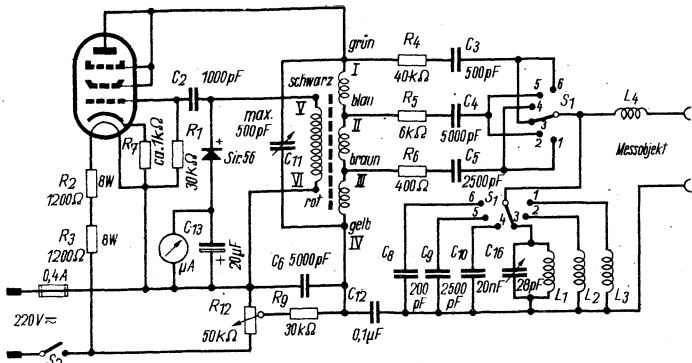 grün
R4
40kΩ
C3
500pF
C2
1000pF
schwarz
I
blau
R5
6kΩ
C4
5000pF
5
6
4
3
2
1
S1
L4
max.
500pF
C11
V
II
braun
R6
400Ω
C5
2500pF
Messobjekt
R7
ca.1kΩ
R1
30kΩ
+
Sir.56
VI
rot
III
gelb
IV
R2
1200Ω
8W
R3
1200Ω
8W
C13
µA
+
20µF
C6
5000pF
6
5
S1
4
3
1
2
C8
200
pF
C9
2500
pF
C10
20nF
C16
28pF
L1
L2
L3
0,4A
220V≂
R12
50kΩ
R9
30kΩ
C12
0,1µF